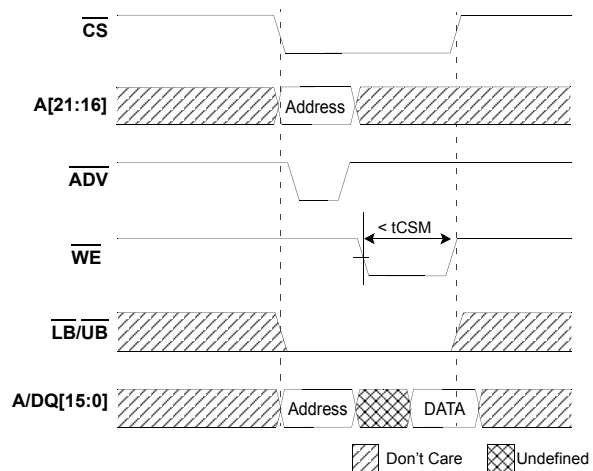 CS
A[21:16]
Address
ADV
< tCSM
WE
LB/UB
A/DQ[15:0]
Address
DATA
Don't Care
Undefined